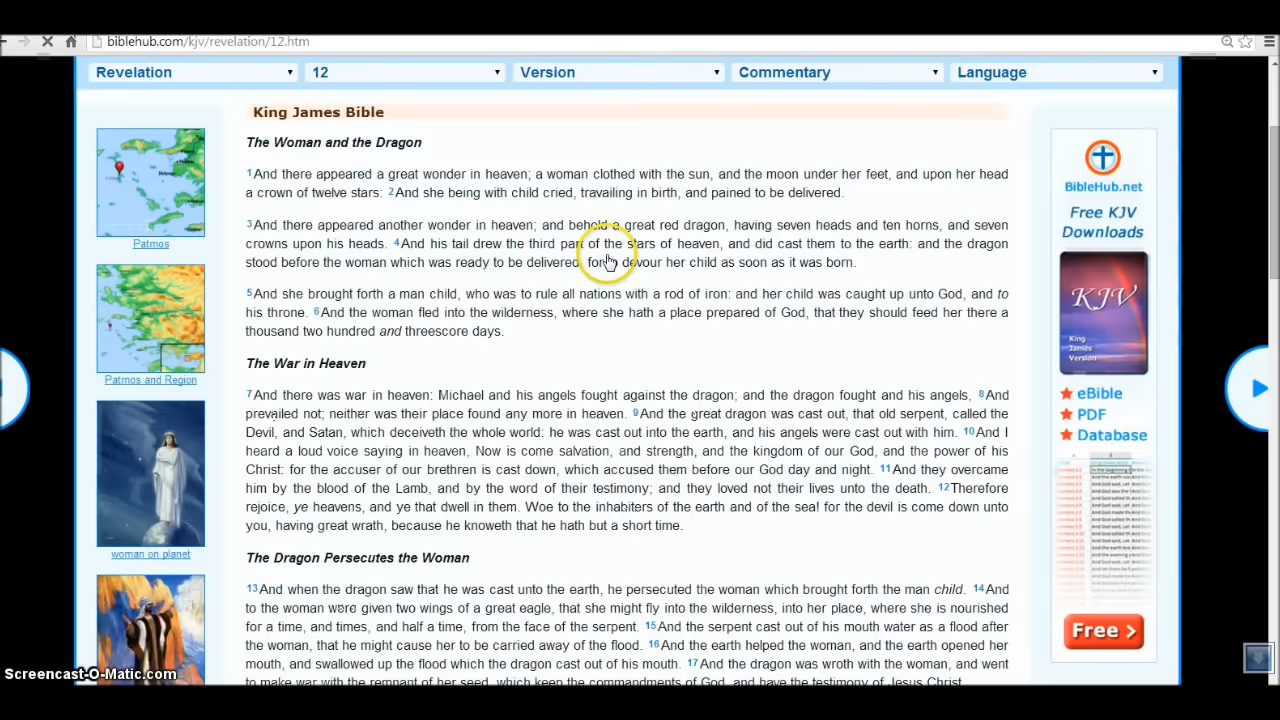 biblehub.com/kjv/revelation/12.htm
Revelation 12 Version Commentary Language
King James Bible
The Woman and the Dragon
1And there appeared a great wonder in heaven; a woman clothed with the sun, and the moon under her feet, and upon her head
a crown of twelve stars: 2And she being with child cried, travailing in birth, and pained to be delivered.
3And there appeared another wonder in heaven; and behold a great red dragon, having seven heads and ten horns, and seven
crowns upon his heads. 4And his tail drew the third part of the stars of heaven, and did cast them to the earth: and the dragon
stood before the woman which was ready to be delivered, for to devour her child as soon as it was born.
5And she brought forth a man child, who was to rule all nations with a rod of iron: and her child was caught up unto God, and to
his throne. 6And the woman fled into the wilderness, where she hath a place prepared of God, that they should feed her there a
thousand two hundred and threescore days.
The War in Heaven
7And there was war in heaven: Michael and his angels fought against the dragon; and the dragon fought and his angels, 8And
prevailed not; neither was their place found any more in heaven. 9And the great dragon was cast out, that old serpent, called the
Devil, and Satan, which deceiveth the whole world: he was cast out into the earth, and his angels were cast out with him. 10And I
heard a loud voice saying in heaven, Now is come salvation, and strength, and the kingdom of our God, and the power of his
Christ: for the accuser of our brethren is cast down, which accused them before our God day and night. 11And they overcame
him by the blood of the Lamb, and by the word of their testimony; and they loved not their lives unto the death. 12Therefore
rejoice, ye heavens, and ye that dwell in them. Woe to the inhabiters of the earth and of the sea! for the devil is come down unto
you, having great wrath, because he knoweth that he hath but a short time.
The Dragon Persecutes the Woman
13And when the dragon saw that he was cast unto the earth, he persecuted the woman which brought forth the man child. 14And
to the woman were given two wings of a great eagle, that she might fly into the wilderness, into her place, where she is nourished
for a time, and times, and half a time, from the face of the serpent. 15And the serpent cast out of his mouth water as a flood after
the woman, that he might cause her to be carried away of the flood. 16And the earth helped the woman, and the earth opened her
mouth, and swallowed up the flood which the dragon cast out of his mouth. 17And the dragon was wroth with the woman, and went
to make war with the remnant of her seed, which keep the commandments of God, and have the testimony of Jesus Christ.
Patmos
Patmos and Region
woman on planet
BibleHub.net
Free KJV
Downloads
KJV
King
James
Version
eBible
PDF
Database
Free >
Screencast-O-Matic.com